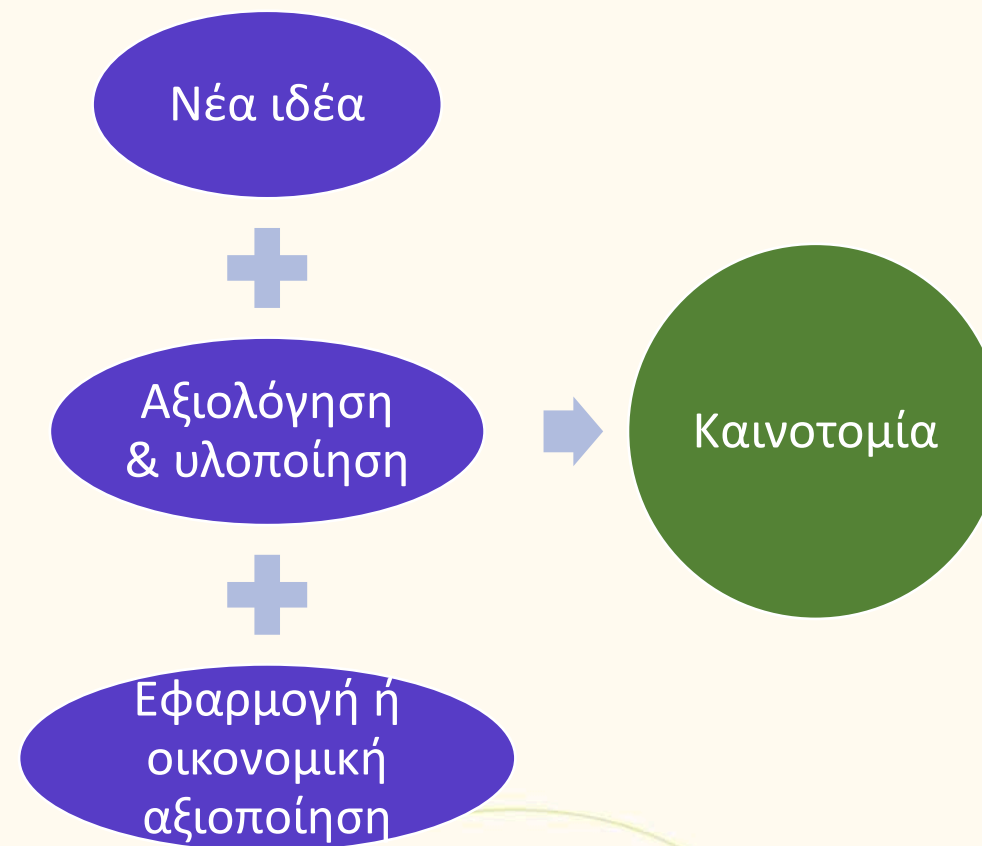 Νέα ιδέα
Αξιολόγηση
& υλοποίηση
Εφαρμογή ή
οικονομική
αξιοποίηση
Καινοτομία